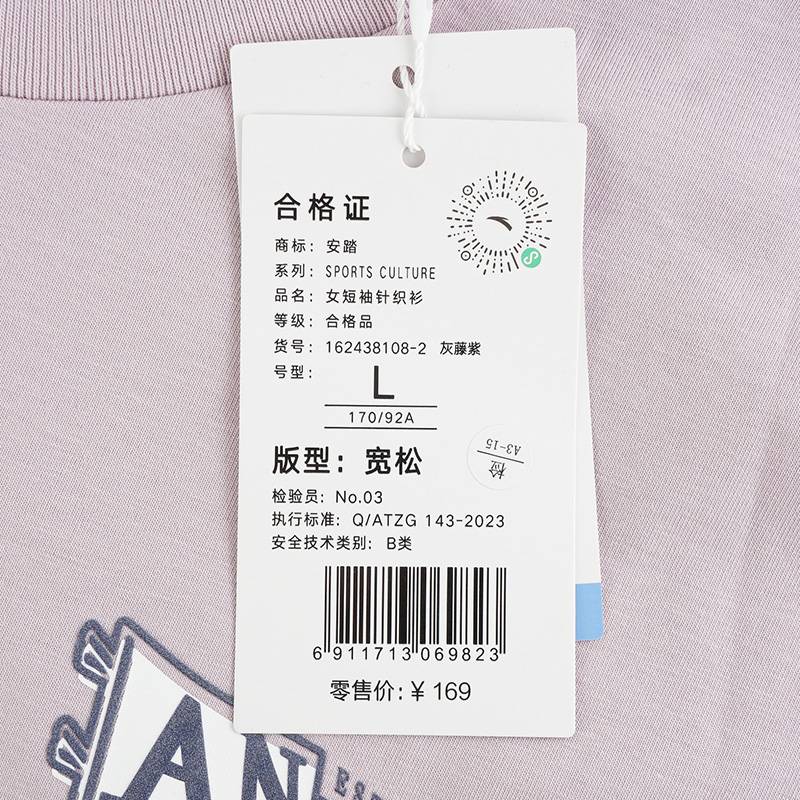 合格证
商标：安踏
系列：SPORTS CULTURE
品名：女短袖针织衫
等级：合格品
货号：162438108-2 灰藤紫
号型：
L
170/92A
版型：宽松
检 A3-15
检验员：No.03
执行标准：Q/ATZG 143-2023
安全技术类别：B类
6 911713 069823
零售价：¥ 169
AN
ES